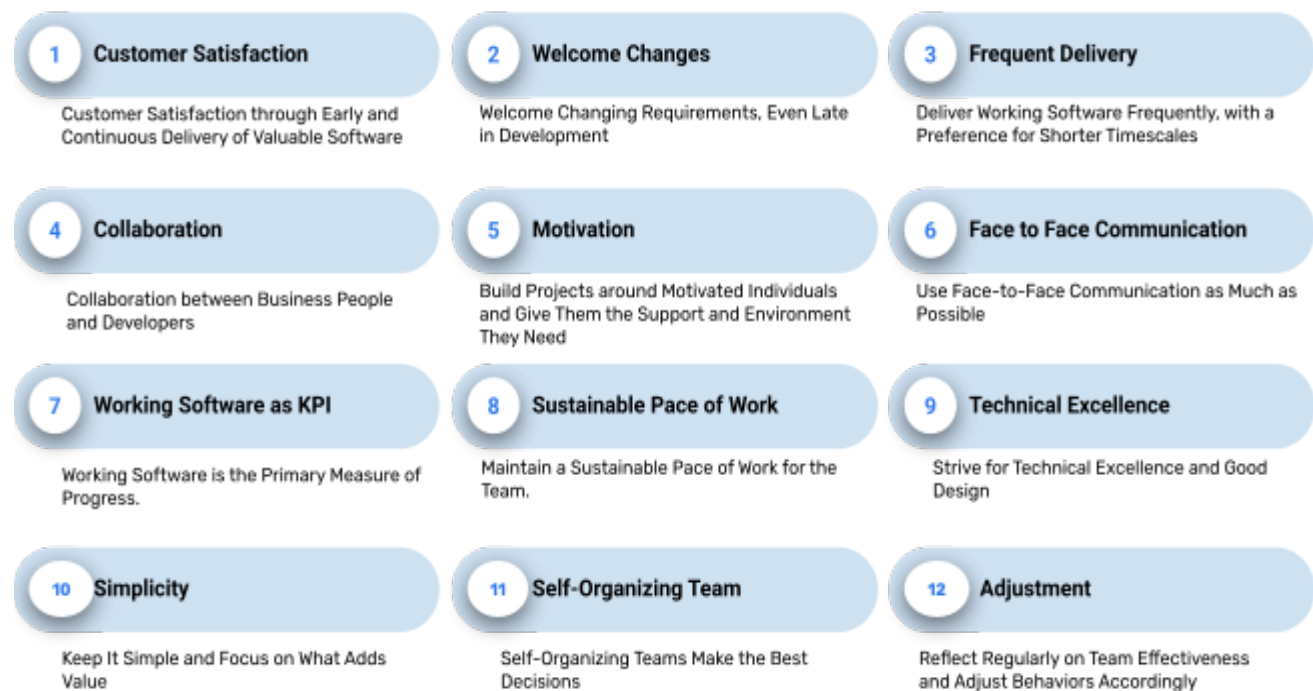 1 Customer Satisfaction
Customer Satisfaction through Early and
Continuous Delivery of Valuable Software
2 Welcome Changes
Welcome Changing Requirements, Even Late
in Development
3 Frequent Delivery
Deliver Working Software Frequently, with a
Preference for Shorter Timescales
4 Collaboration
Collaboration between Business People
and Developers
5 Motivation
Build Projects around Motivated Individuals
and Give Them the Support and Environment
They Need
6 Face to Face Communication
Use Face-to-Face Communication as Much as
Possible
7 Working Software as KPI
Working Software is the Primary Measure of
Progress.
8 Sustainable Pace of Work
Maintain a Sustainable Pace of Work for the
Team.
9 Technical Excellence
Strive for Technical Excellence and Good
Design
10 Simplicity
Keep It Simple and Focus on What Adds
Value
11 Self-Organizing Team
Self-Organizing Teams Make the Best
Decisions
12 Adjustment
Reflect Regularly on Team Effectiveness
and Adjust Behaviors Accordingly